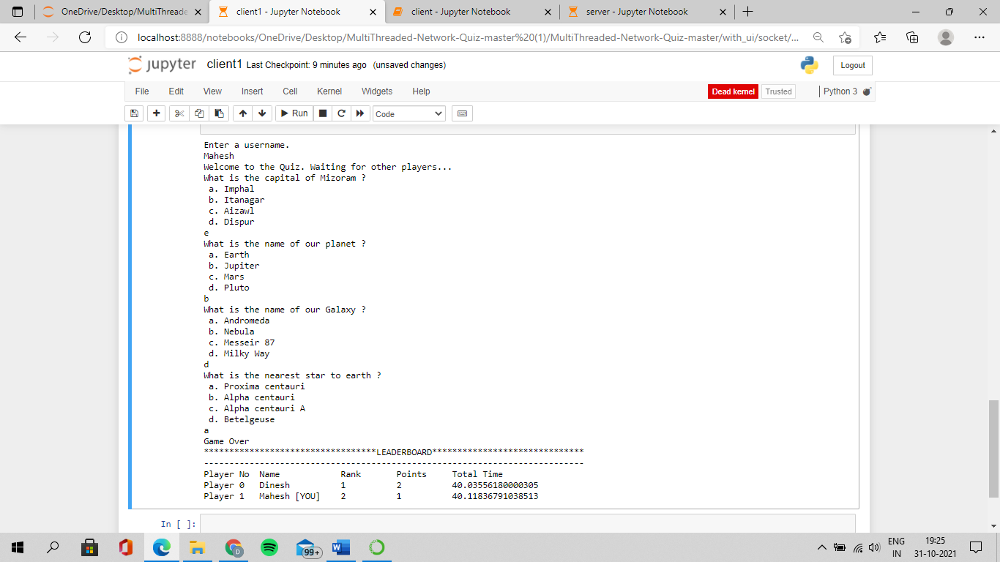 OneDrive/Desktop/MultiThreade
client1 - Jupyter Notebook
client - Jupyter Notebook
server - Jupyter Notebook
localhost:8888/notebooks/OneDrive/Desktop/MultiThreaded-Network-Quiz-master%20(1)/MultiThreaded-Network-Quiz-master/with_ui/socket/...
jupyter client1 Last Checkpoint: 9 minutes ago (unsaved changes)
Logout
File Edit View Insert Cell Kernel Widgets Help
Dead kernel Trusted Python 3
Run Code
Enter a username.
Mahesh
Welcome to the Quiz. Waiting for other players...
What is the capital of Mizoram ?
a. Imphal
b. Itanagar
c. Aizawl
d. Dispur
e
What is the name of our planet ?
a. Earth
b. Jupiter
c. Mars
d. Pluto
b
What is the name of our Galaxy ?
a. Andromeda
b. Nebula
c. Messeir 87
d. Milky Way
d
What is the nearest star to earth ?
a. Proxima centauri
b. Alpha centauri
c. Alpha centauri A
d. Betelgeuse
a
Game Over
**********************************LEADERBOARD******************************
---------------------------------------------------------------------------
Player No Name Rank Points Total Time
Player 0 Dinesh 1 2 40.03556180000305
Player 1 Mahesh [YOU] 2 1 40.11836791038513
In [ ]:
D
99+
W
ENG
IN
19:25
31-10-2021